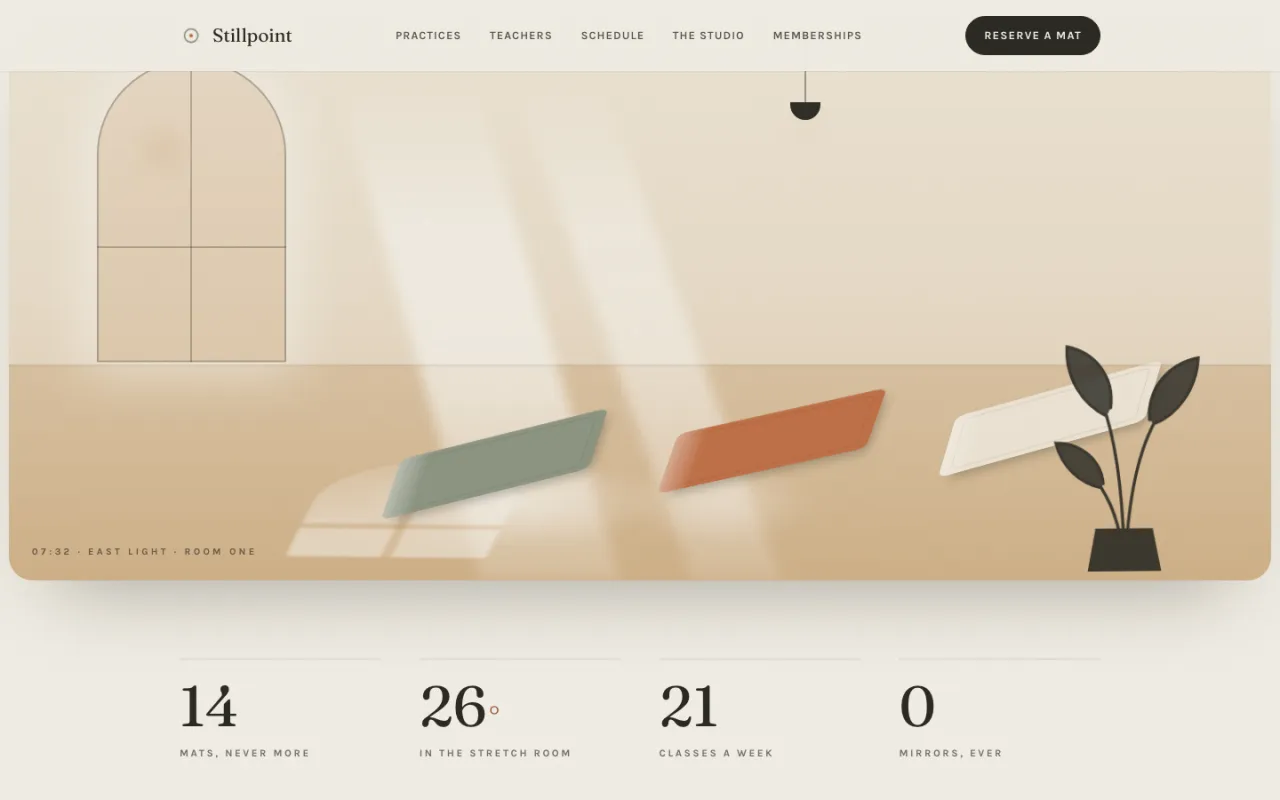 Stillpoint
PRACTICES
TEACHERS
SCHEDULE
THE STUDIO
MEMBERSHIPS
RESERVE A MAT
07:32 · EAST LIGHT · ROOM ONE
14
MATS, NEVER MORE
26°
IN THE STRETCH ROOM
21
CLASSES A WEEK
0
MIRRORS, EVER